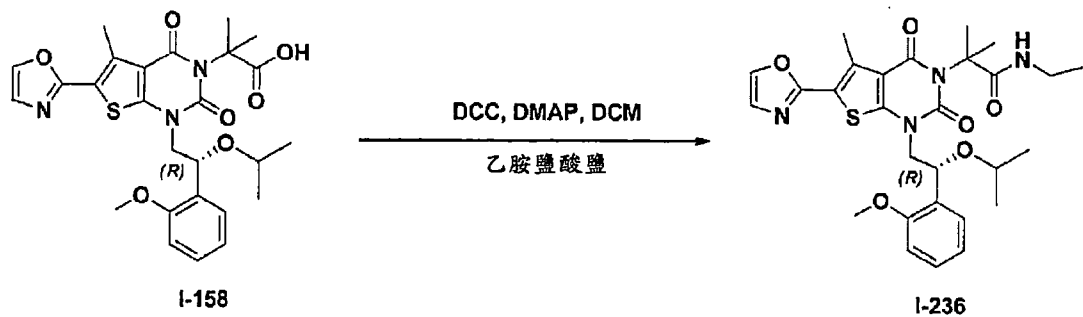 DCC, DMAP, DCM
乙胺鹽酸鹽
(R)
(R)
I-158
I-236